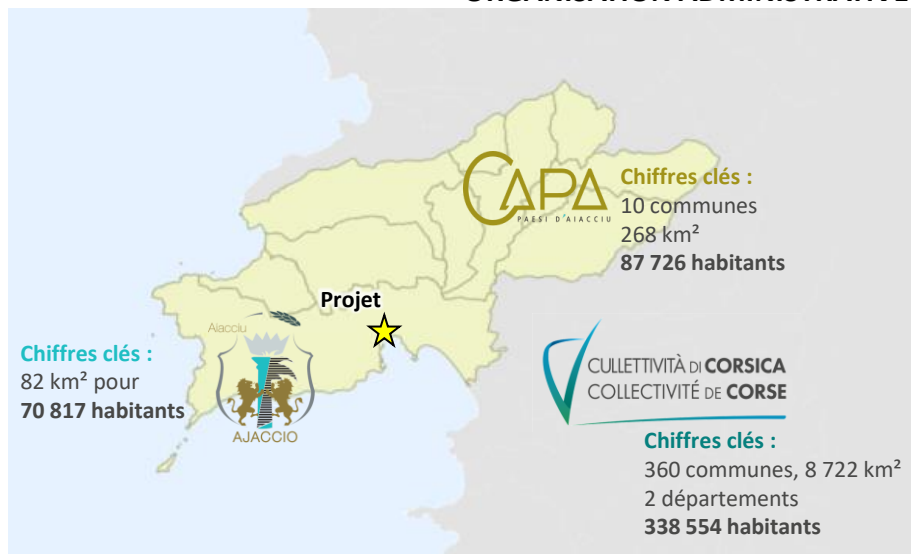 CAPA
PAESI D'AIACCIU
Chiffres clés :
10 communes
268 km²
87 726 habitants
Projet
Aiacciu
AJACCIO
Chiffres clés :
82 km² pour
70 817 habitants
CULLETTIVITÀ DI CORSICA
COLLECTIVITÉ DE CORSE
Chiffres clés :
360 communes, 8 722 km²
2 départements
338 554 habitants